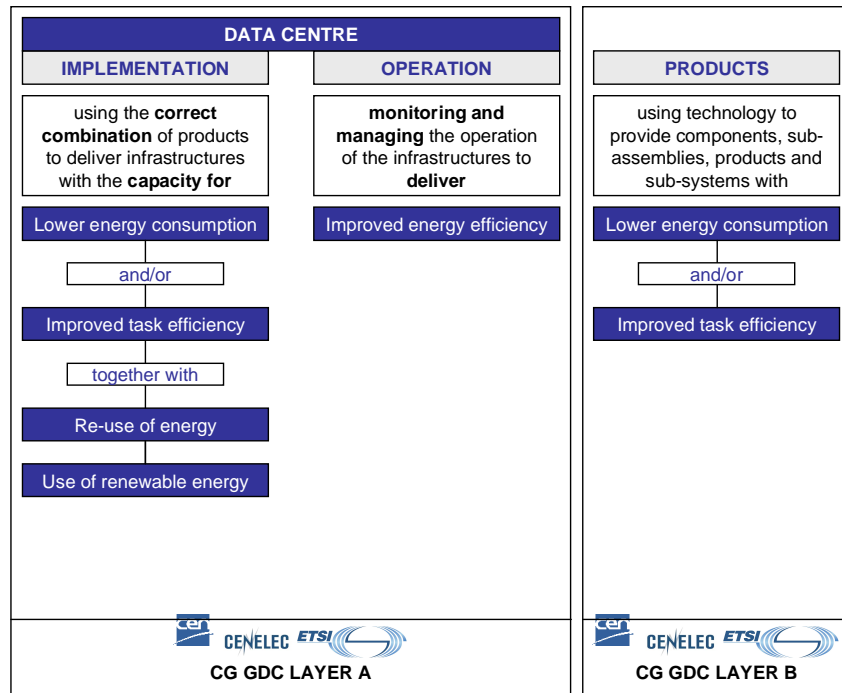 DATA CENTRE
IMPLEMENTATION
using the correct
combination of products
to deliver infrastructures
with the capacity for
Lower energy consumption
and/or
Improved task efficiency
together with
Re-use of energy
Use of renewable energy
OPERATION
monitoring and
managing the operation
of the infrastructures to
deliver
Improved energy efficiency
cen
CENELEC
ETSI
CG GDC LAYER A
PRODUCTS
using technology to
provide components, sub-
assemblies, products and
sub-systems with
Lower energy consumption
and/or
Improved task efficiency
cen
CENELEC
ETSI
CG GDC LAYER B